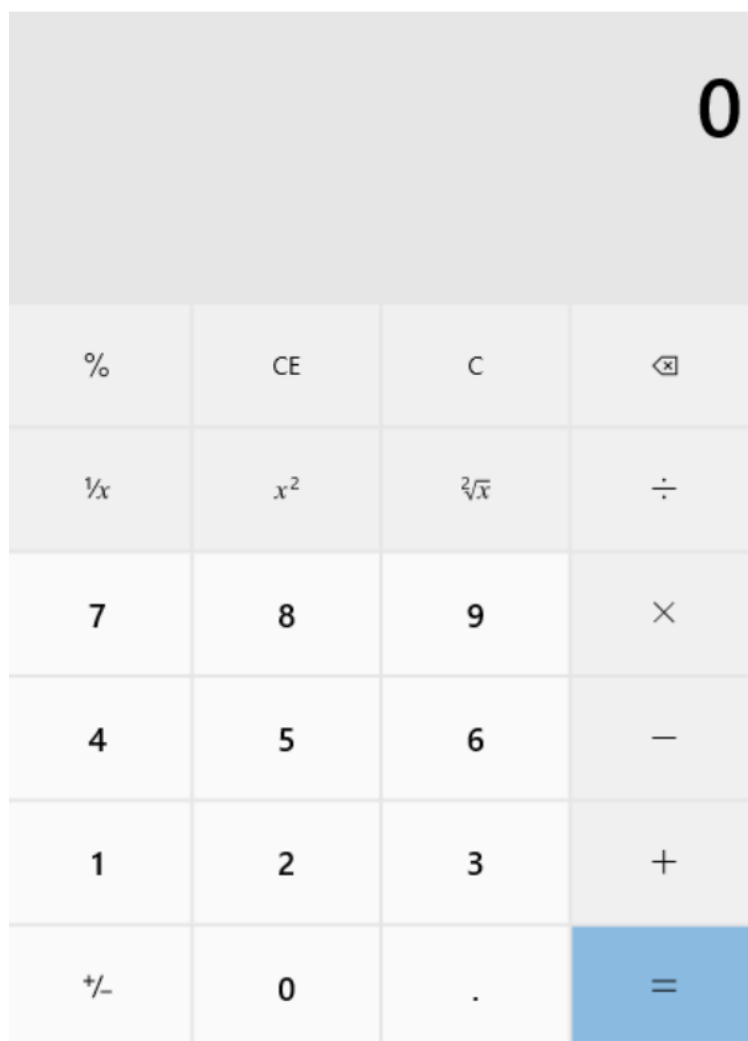 0
% CE C
¹⁄x x² ²√x ÷
7 8 9 ×
4 5 6 −
1 2 3 +
+/− 0 . =